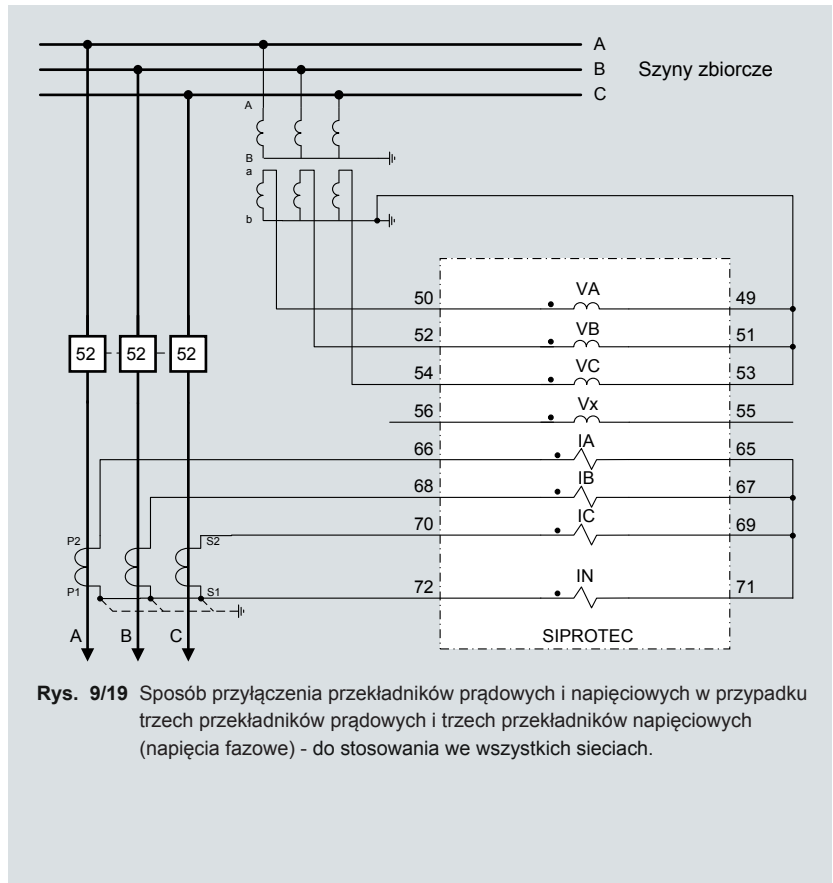 A
B Szyny zbiorcze
C
A
B
a
b
50 VA 49
52 VB 51
52 52 52
54 VC 53
56 Vx 55
66 IA 65
68 IB 67
70 IC 69
P2 S2
72 IN 71
P1 S1
A B C SIPROTEC
Rys. 9/19 Sposób przyłączenia przekładników prądowych i napięciowych w przypadku
trzech przekładników prądowych i trzech przekładników napięciowych
(napięcia fazowe) - do stosowania we wszystkich sieciach.